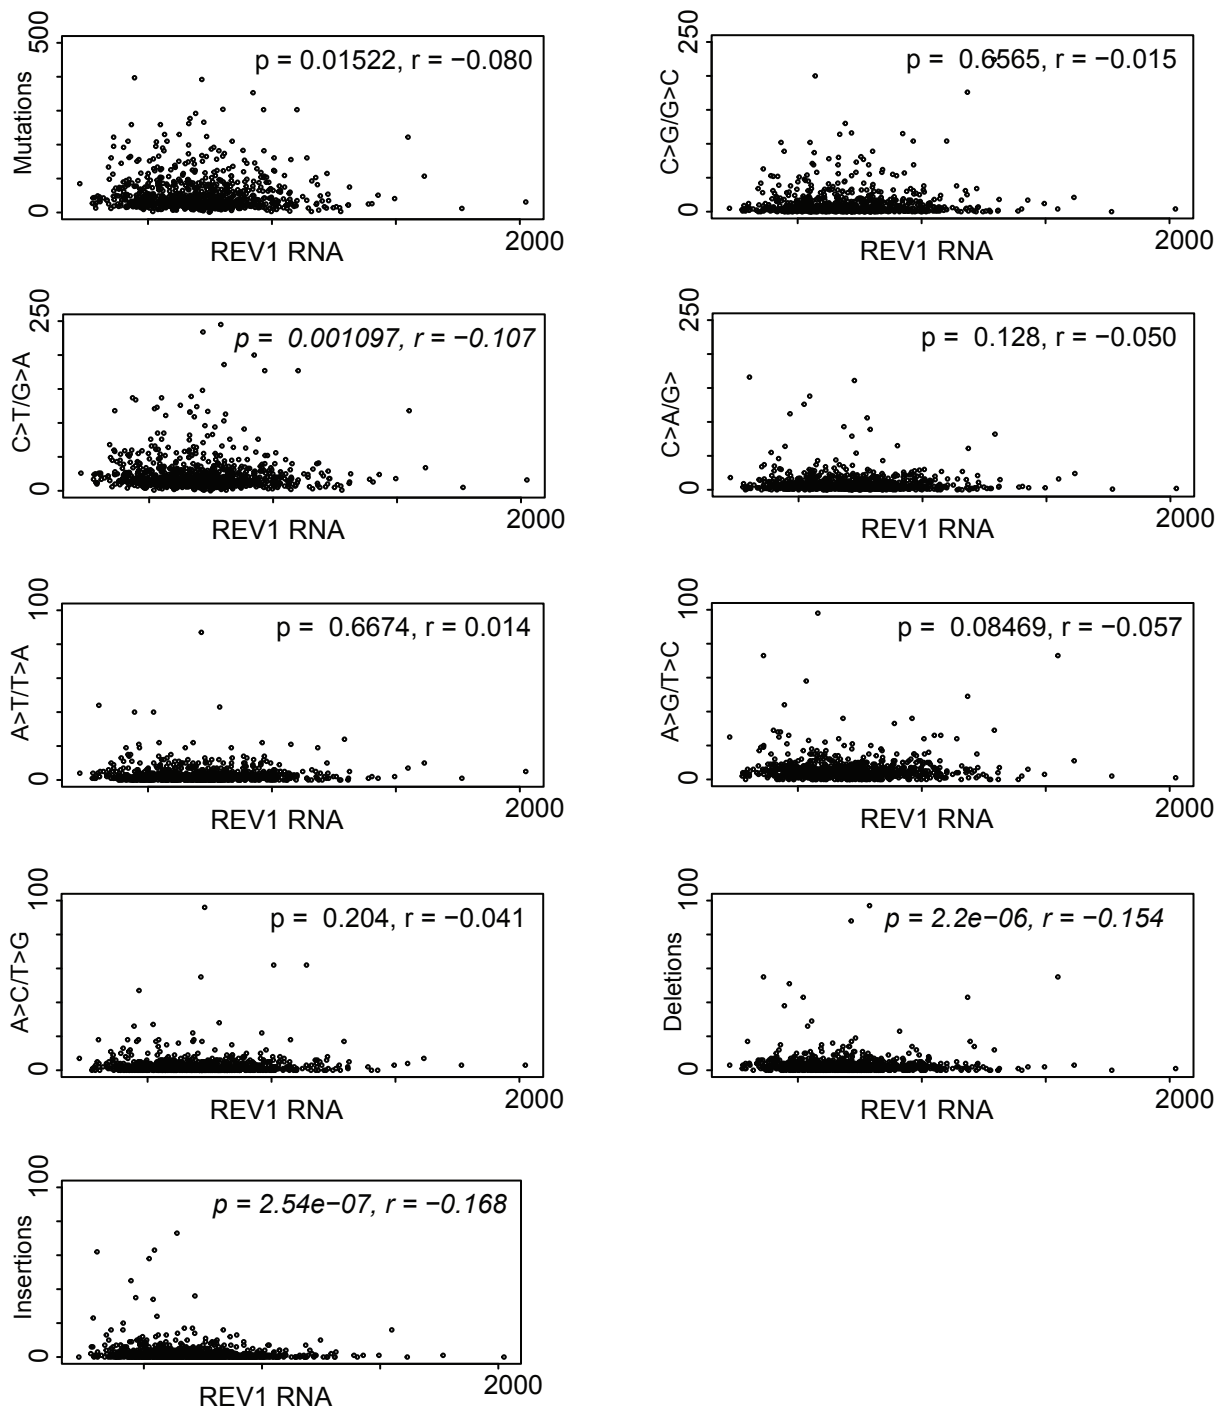 500
0
Mutations
p = 0.01522, r = −0.080
REV1 RNA
2000
250
0
C>G/G>C
p = 0.6565, r = −0.015
REV1 RNA
2000
250
0
C>T/G>A
p = 0.001097, r = −0.107
REV1 RNA
2000
250
0
C>A/G>
p = 0.128, r = −0.050
REV1 RNA
2000
100
0
A>T/T>A
p = 0.6674, r = 0.014
REV1 RNA
2000
100
0
A>G/T>C
p = 0.08469, r = −0.057
REV1 RNA
2000
100
0
A>C/T>G
p = 0.204, r = −0.041
REV1 RNA
2000
100
0
Deletions
p = 2.2e−06, r = −0.154
REV1 RNA
2000
100
0
Insertions
p = 2.54e−07, r = −0.168
REV1 RNA
2000